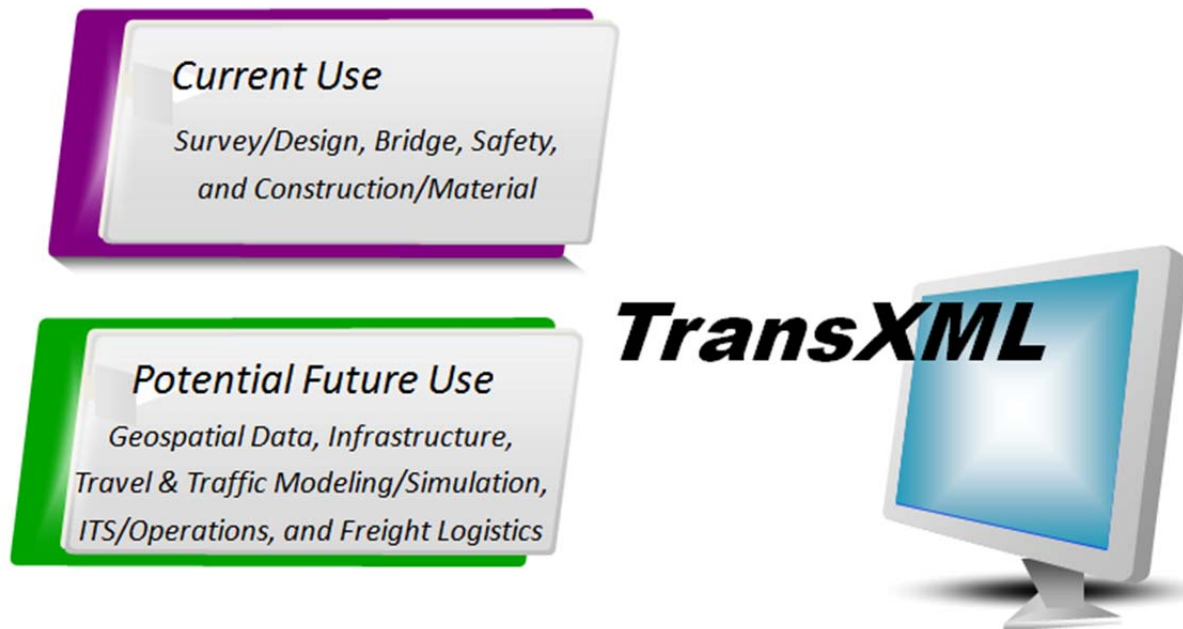 Current Use
Survey/Design, Bridge, Safety,
and Construction/Material
Potential Future Use
Geospatial Data, Infrastructure,
Travel & Traffic Modeling/Simulation,
ITS/Operations, and Freight Logistics
TransXML